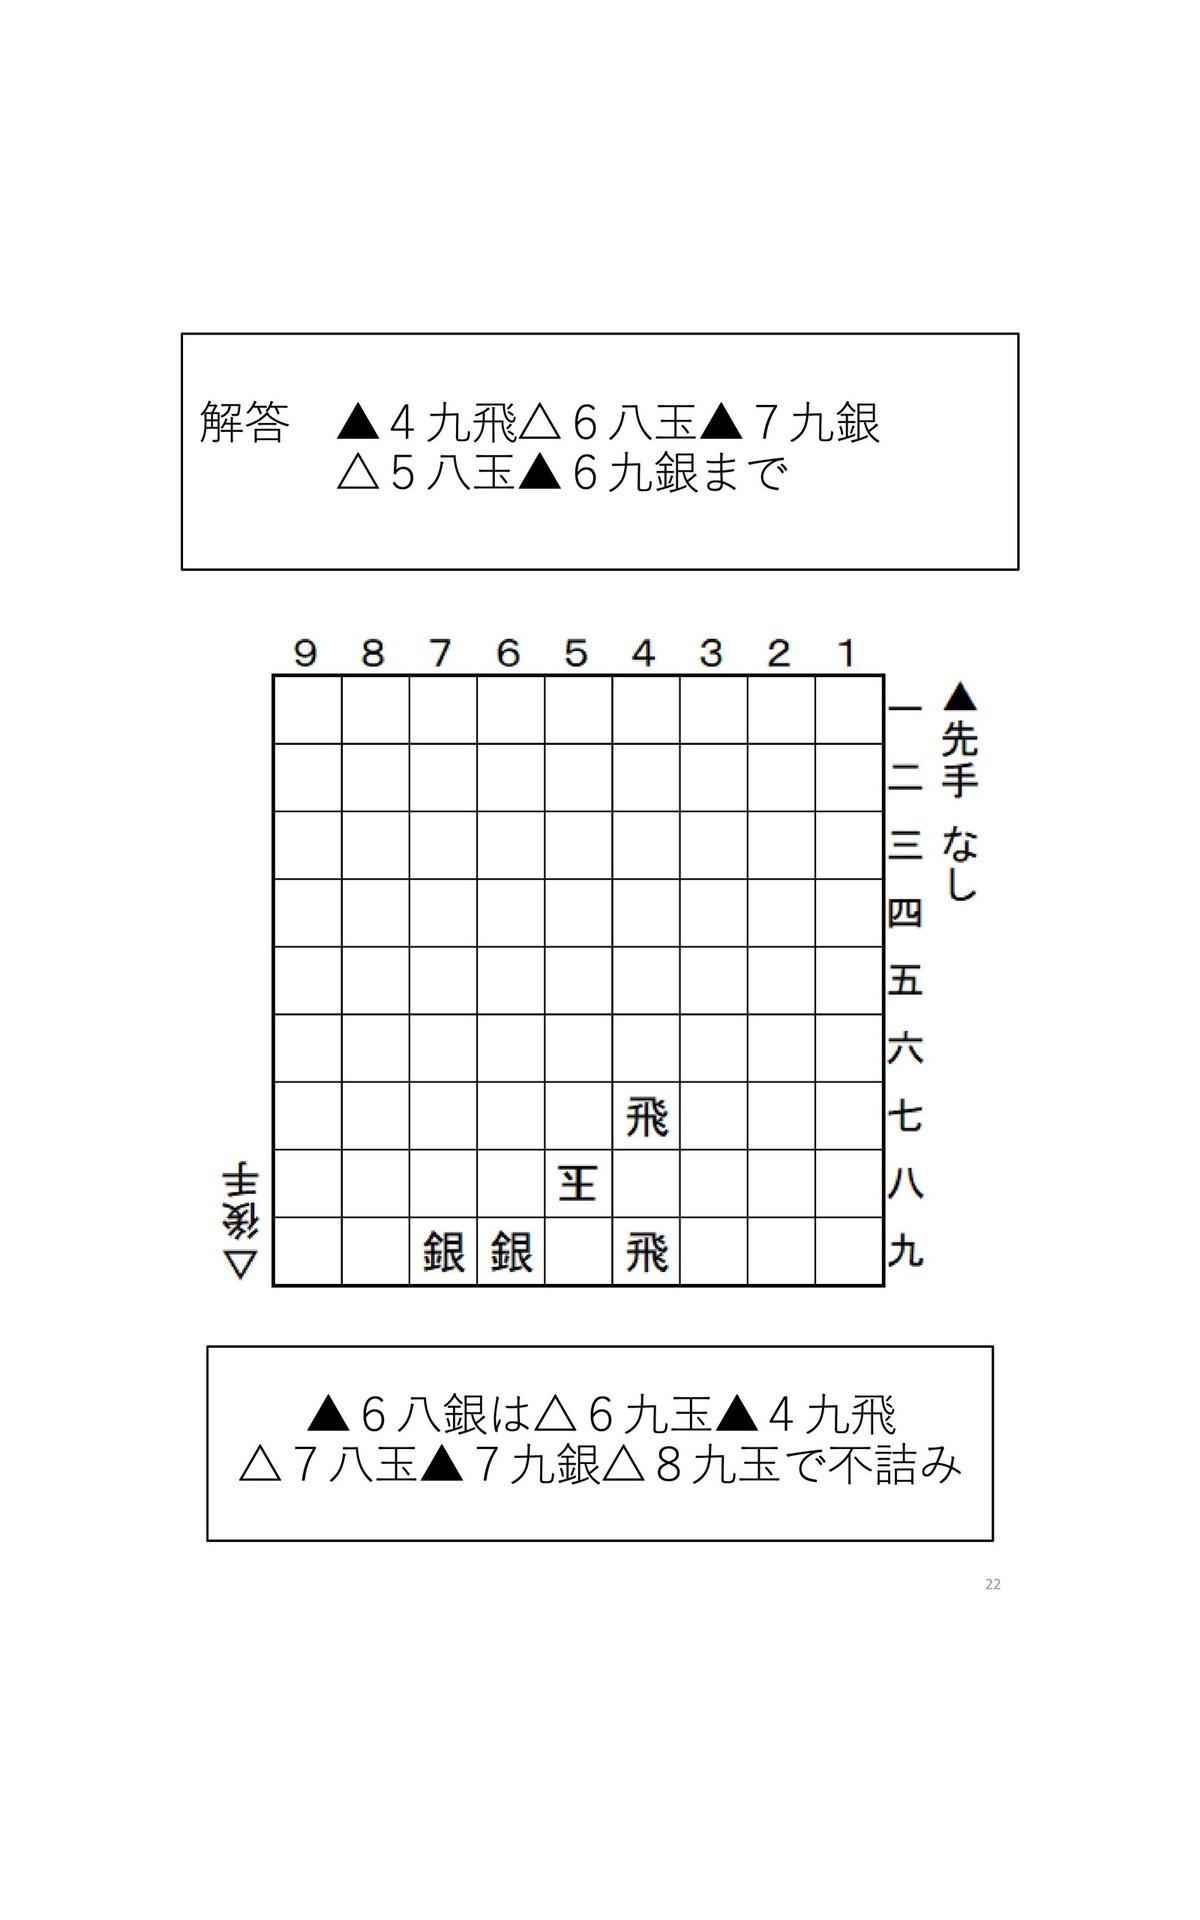 解答　▲４九飛△６八玉▲７九銀
△５八玉▲６九銀まで
９ ８ ７ ６ ５ ４ ３ ２ １
一
二
三
四
五
六
七
八
九
▲先手 なし
飛
王
銀 銀 飛
△後手
▲６八銀は△６九玉▲４九飛
△７八玉▲７九銀△８九玉で不詰み
22